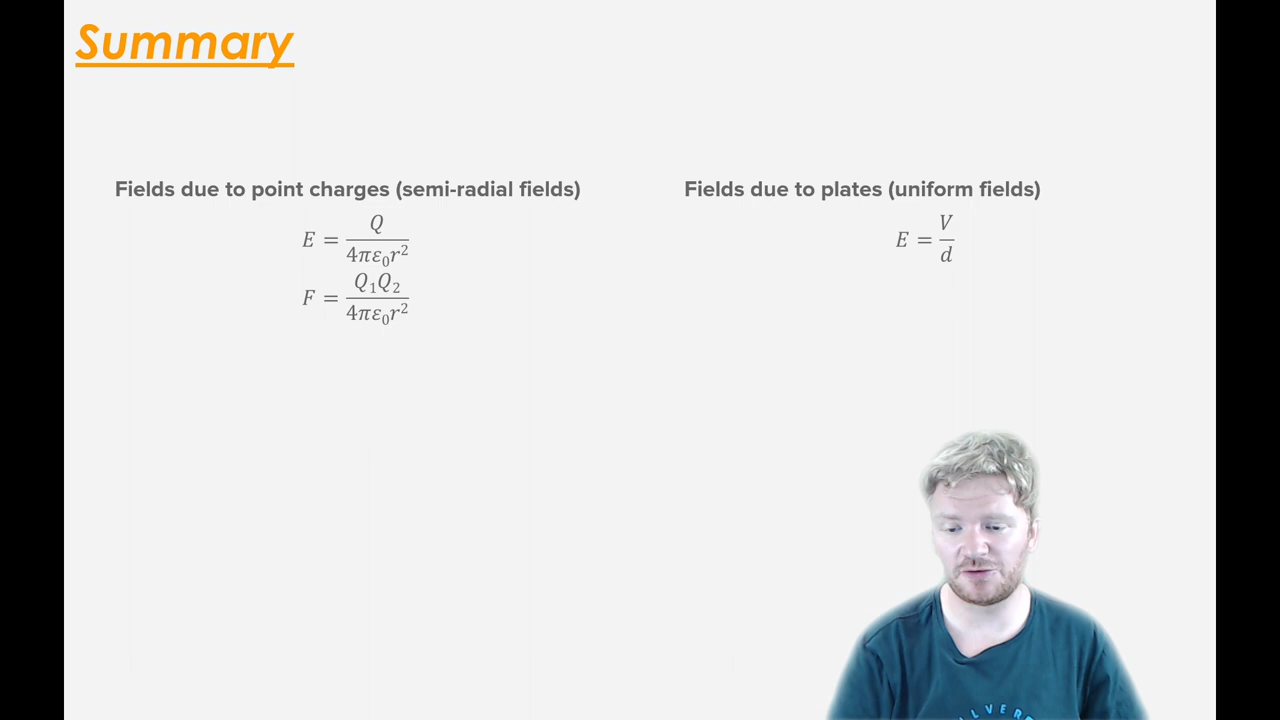 Summary
Fields due to point charges (semi-radial fields)
E = Q / 4πε₀r²
F = Q₁Q₂ / 4πε₀r²
Fields due to plates (uniform fields)
E = V / d